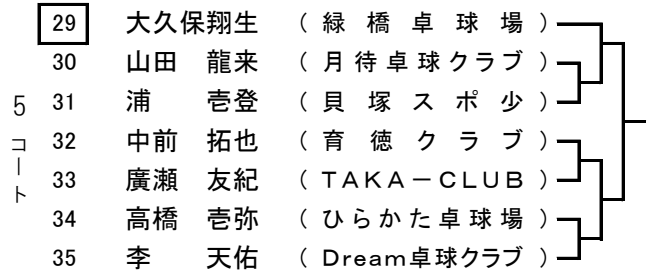 29 大久保翔生 （緑橋卓球場）
30 山田 龍来 （月待卓球クラブ）
31 浦 壱登 （貝塚スポ少）
32 中前 拓也 （育徳クラブ）
33 廣瀬 友紀 （TAKA－CLUB）
34 高橋 壱弥 （ひらかた卓球場）
35 李 天佑 （Dream卓球クラブ）
5コート